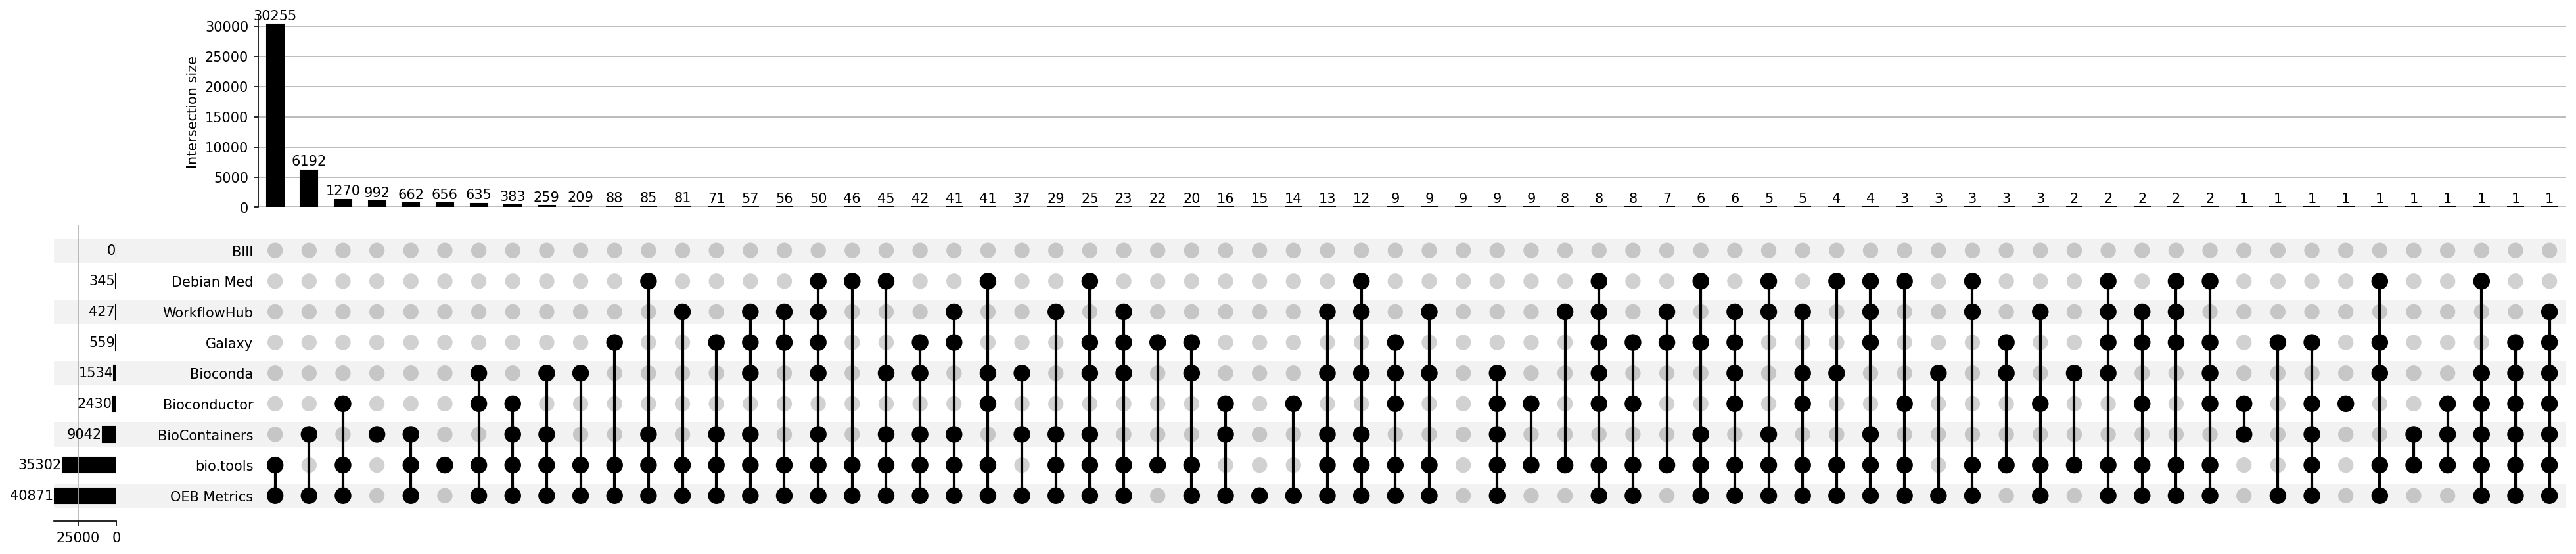 30255
30000
25000
20000
15000
10000
5000
0
Intersection size
6192 1270 992 662 656 635 383 259 209 88 85 81 71 57 56 50 46 45 42 41 41 37 29 25 23 22 20 16 15 14 13 12 9 9 9 9 9 8 8 8 7 6 6 5 5 4 4 3 3 3 3 3 2 2 2 2 2 1 1 1 1 1 1 1 1 1 1
0 BIII
345 Debian Med
427 WorkflowHub
559 Galaxy
1534 Bioconda
2430 Bioconductor
9042 BioContainers
35302 bio.tools
40871 OEB Metrics
25000 0